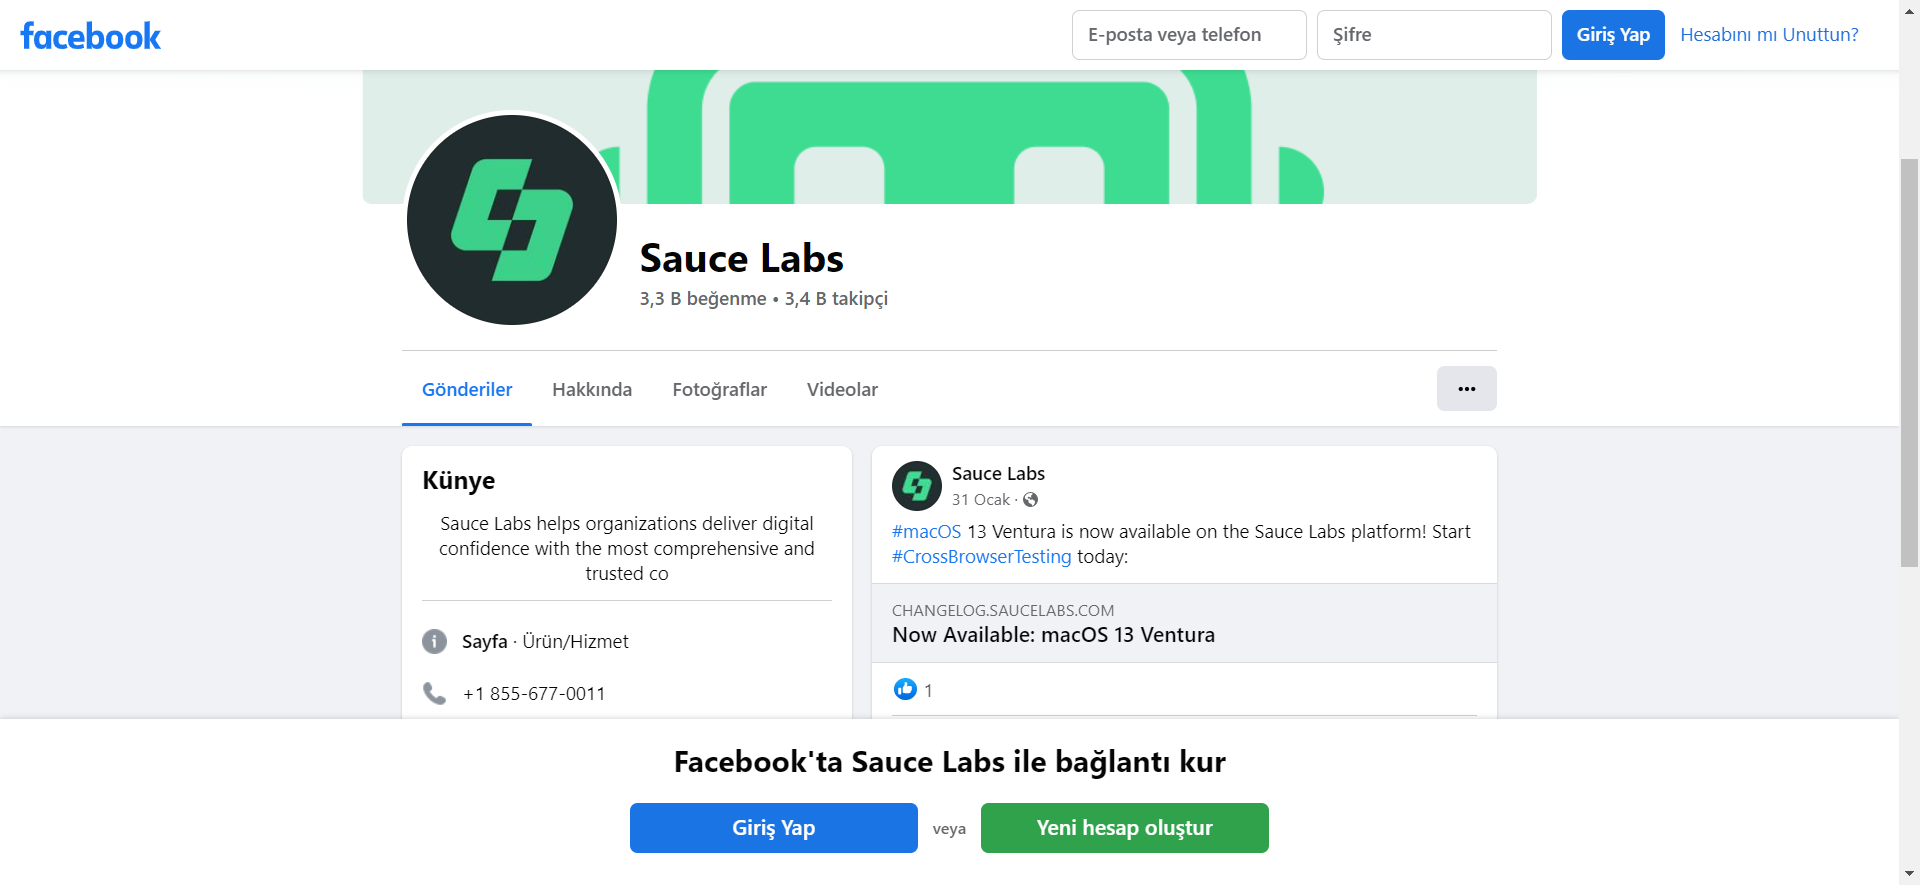 facebook
E-posta veya telefon
Şifre
Giriş Yap
Hesabını mı Unuttun?
Sauce Labs
3,3 B beğenme • 3,4 B takipçi
Gönderiler
Hakkında
Fotoğraflar
Videolar
Künye
Sauce Labs helps organizations deliver digital
confidence with the most comprehensive and
trusted co
Sayfa · Ürün/Hizmet
+1 855-677-0011
Sauce Labs
31 Ocak ·
#macOS 13 Ventura is now available on the Sauce Labs platform! Start
#CrossBrowserTesting today:
CHANGELOG.SAUCELABS.COM
Now Available: macOS 13 Ventura
1
Facebook'ta Sauce Labs ile bağlantı kur
Giriş Yap
veya
Yeni hesap oluştur